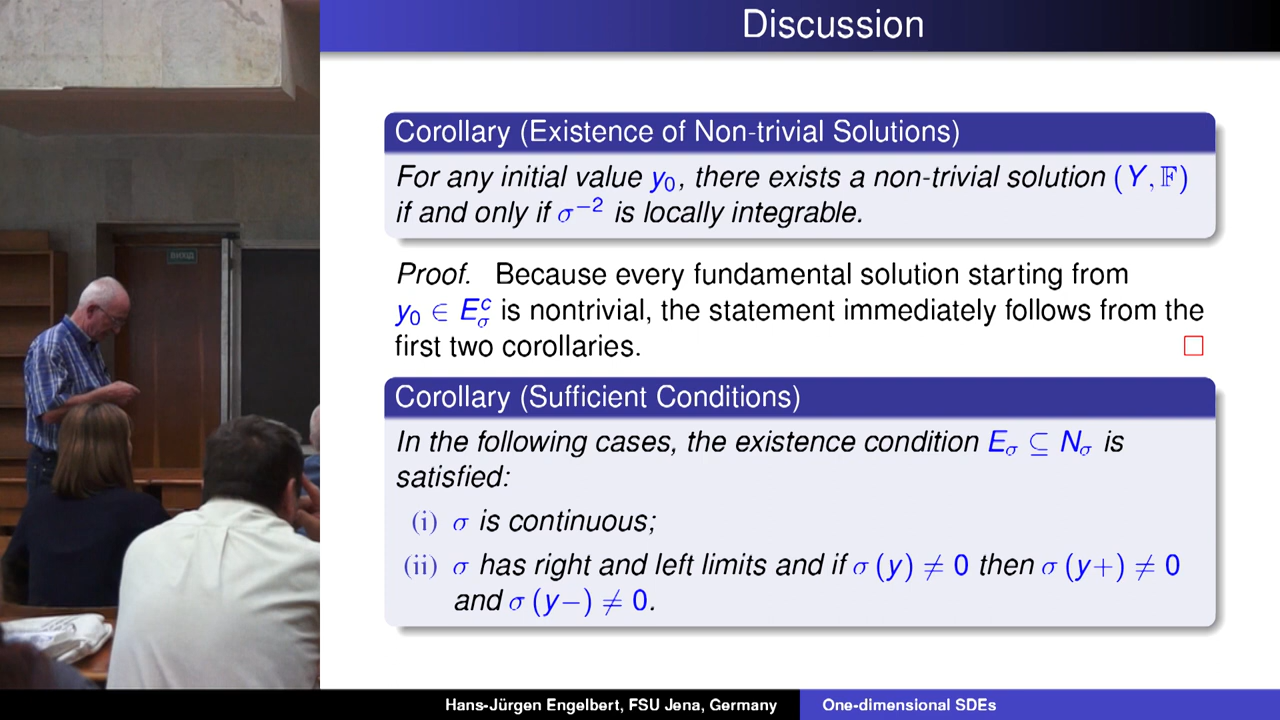 Discussion
Corollary (Existence of Non-trivial Solutions)
For any initial value y₀, there exists a non-trivial solution (Y, 𝔽)
if and only if σ⁻² is locally integrable.
Proof. Because every fundamental solution starting from
y₀ ∈ E_σ^c is nontrivial, the statement immediately follows from the
first two corollaries. □
Corollary (Sufficient Conditions)
In the following cases, the existence condition E_σ ⊆ N_σ is
satisfied:
(i) σ is continuous;
(ii) σ has right and left limits and if σ(y) ≠ 0 then σ(y+) ≠ 0
and σ(y−) ≠ 0.
Hans-Jürgen Engelbert, FSU Jena, Germany
One-dimensional SDEs